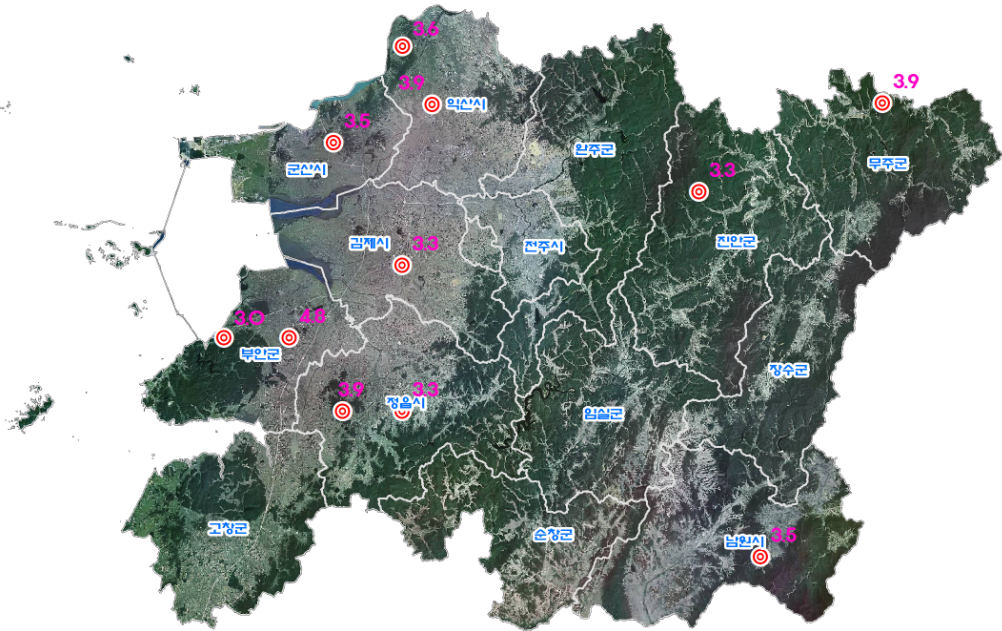 3.6
3.9
익산시
3.9
3.5
군산시
완주군
무주군
3.3
김제시
3.3
전주시
진안군
3.0
4.8
부안군
장수군
3.9
3.3
정읍시
임실군
고창군
순창군
남원시
3.5